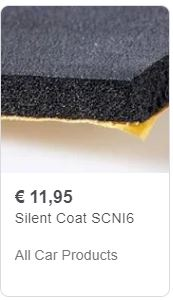 € 11,95
Silent Coat SCNI6
All Car Products